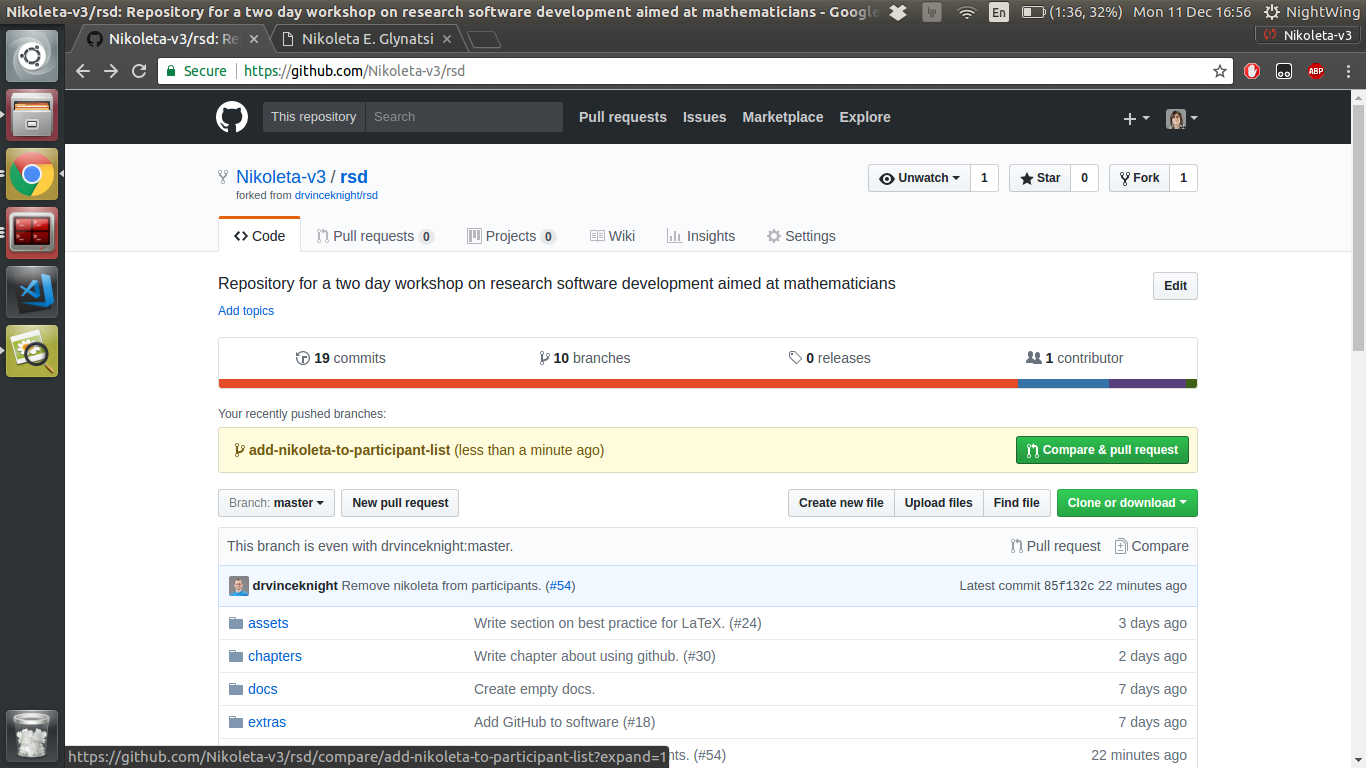 Nikoleta-v3/rsd: Repository for a two day workshop on research software development aimed at mathematicians - Google
En (1:36, 32%) Mon 11 Dec 16:56 NightWing
Nikoleta-v3/rsd: Re
Nikoleta E. Glynatsi
Nikoleta-v3
Secure https://github.com/Nikoleta-v3/rsd
ABP
This repository Search Pull requests Issues Marketplace Explore
Nikoleta-v3 / rsd
Unwatch 1 Star 0 Fork 1
forked from drvinceknight/rsd
Code Pull requests 0 Projects 0 Wiki Insights Settings
Repository for a two day workshop on research software development aimed at mathematicians
Edit
Add topics
19 commits 10 branches 0 releases 1 contributor
Your recently pushed branches:
add-nikoleta-to-participant-list (less than a minute ago) Compare & pull request
Branch: master New pull request Create new file Upload files Find file Clone or download
This branch is even with drvinceknight:master. Pull request Compare
drvinceknight Remove nikoleta from participants. (#54) Latest commit 85f132c 22 minutes ago
assets Write section on best practice for LaTeX. (#24) 3 days ago
chapters Write chapter about using github. (#30) 2 days ago
docs Create empty docs. 7 days ago
extras Add GitHub to software (#18) 7 days ago
https://github.com/Nikoleta-v3/rsd/compare/add-nikoleta-to-participant-list?expand=1 nts. (#54) 22 minutes ago